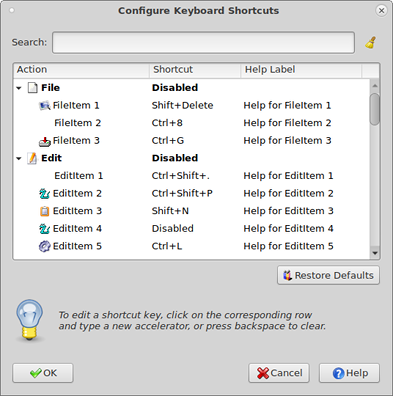 Configure Keyboard Shortcuts
Search:
Action Shortcut Help Label
File Disabled
FileItem 1 Shift+Delete Help for FileItem 1
FileItem 2 Ctrl+8 Help for FileItem 2
FileItem 3 Ctrl+G Help for FileItem 3
Edit Disabled
EditItem 1 Ctrl+Shift+. Help for EditItem 1
EditItem 2 Ctrl+Shift+P Help for EditItem 2
EditItem 3 Shift+N Help for EditItem 3
EditItem 4 Disabled Help for EditItem 4
EditItem 5 Ctrl+L Help for EditItem 5
Restore Defaults
To edit a shortcut key, click on the corresponding row
and type a new accelerator, or press backspace to clear.
OK Cancel Help